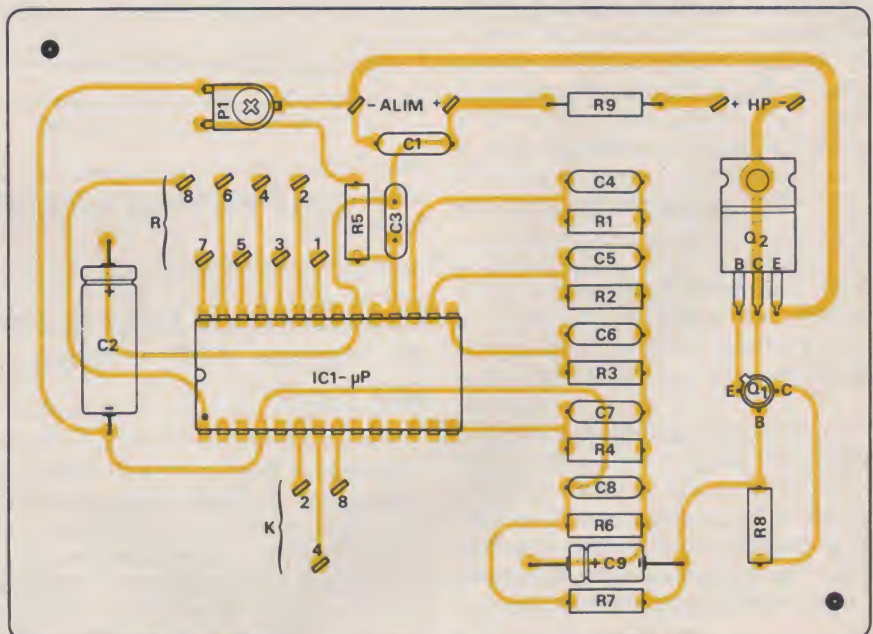 P1
- ALIM +
R9
+ HP -
C1
8 6 4 2
R
R5
C3
C4
R1
Q2
7 5 3 1
C5
B C E
R2
+
C2
C6
IC1-µP
R3
E Q1 C
-
C7
B
R4
2 8
C8
K
R6
R8
4
+ C9 -
R7